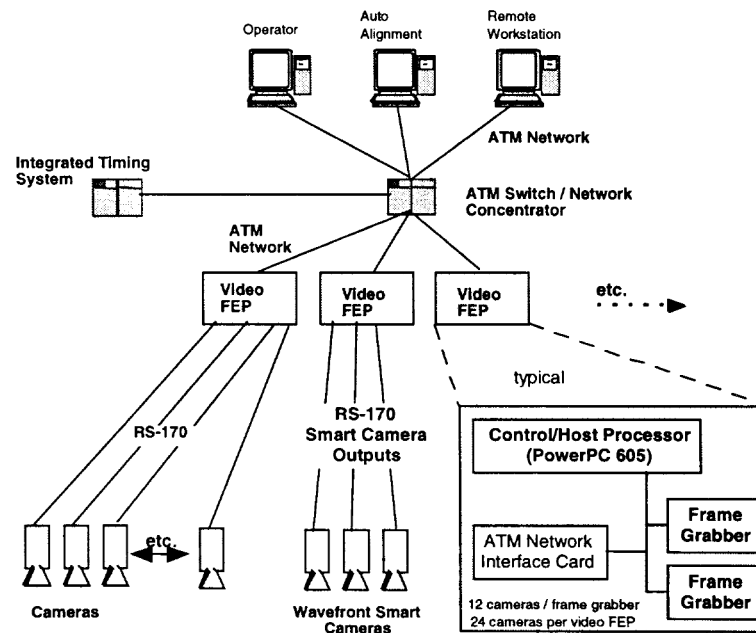 Operator
Auto
Alignment
Remote
Workstation
ATM Network
Integrated Timing
System
ATM Switch / Network
Concentrator
ATM
Network
Video
FEP
Video
FEP
Video
FEP
etc.
typical
RS-170
RS-170
Smart Camera
Outputs
Control/Host Processor
(PowerPC 605)
Frame
Grabber
ATM Network
Interface Card
Frame
Grabber
12 cameras / frame grabber
24 cameras per video FEP
etc.
Cameras
Wavefront Smart
Cameras